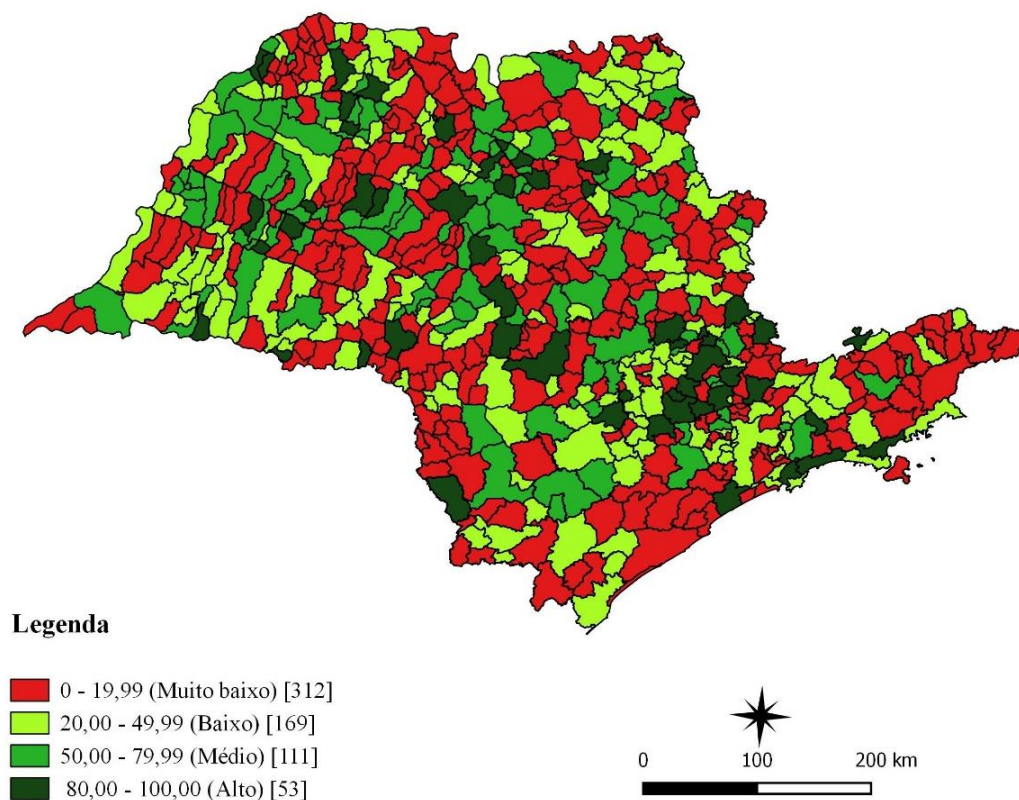 Legenda
0 - 19,99 (Muito baixo) [312]
20,00 - 49,99 (Baixo) [169]
50,00 - 79,99 (Médio) [111]
80,00 - 100,00 (Alto) [53]
0 100 200 km